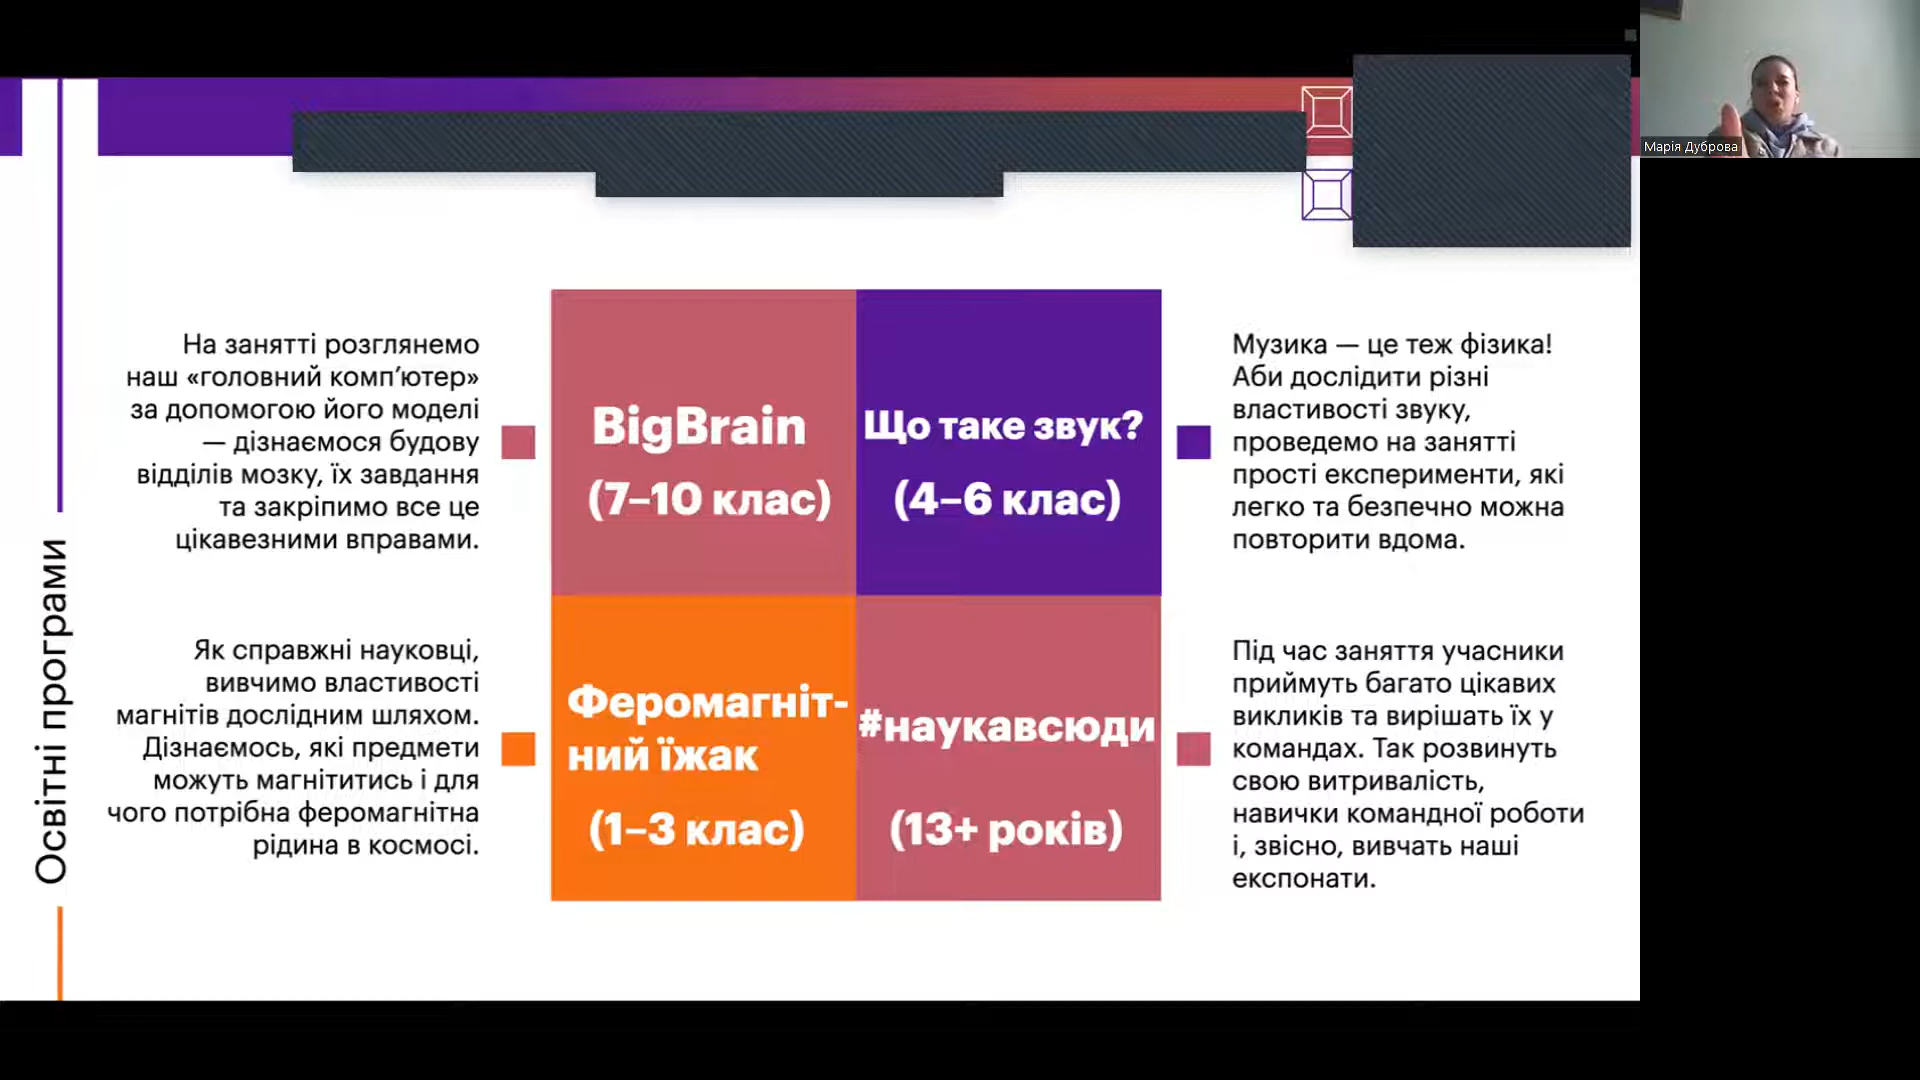 Марія Дуброва
Освітні програми
На занятті розглянемо
наш «головний комп’ютер»
за допомогою його моделі
— дізнаємося будову
відділів мозку, їх завдання
та закріпимо все це
цікавезними вправами.
BigBrain
(7–10 клас)
Що таке звук?
(4–6 клас)
Музика — це теж фізика!
Аби дослідити різні
властивості звуку,
проведемо на занятті
прості експерименти, які
легко та безпечно можна
повторити вдома.
Як справжні науковці,
вивчимо властивості
магнітів дослідним шляхом.
Дізнаємось, які предмети
можуть магнітитись і для
чого потрібна феромагнітна
рідина в космосі.
Феромагніт-
ний їжак
(1–3 клас)
#наукавсюди
(13+ років)
Під час заняття учасники
приймуть багато цікавих
викликів та вирішать їх у
командах. Так розвинуть
свою витривалість,
навички командної роботи
і, звісно, вивчать наші
експонати.